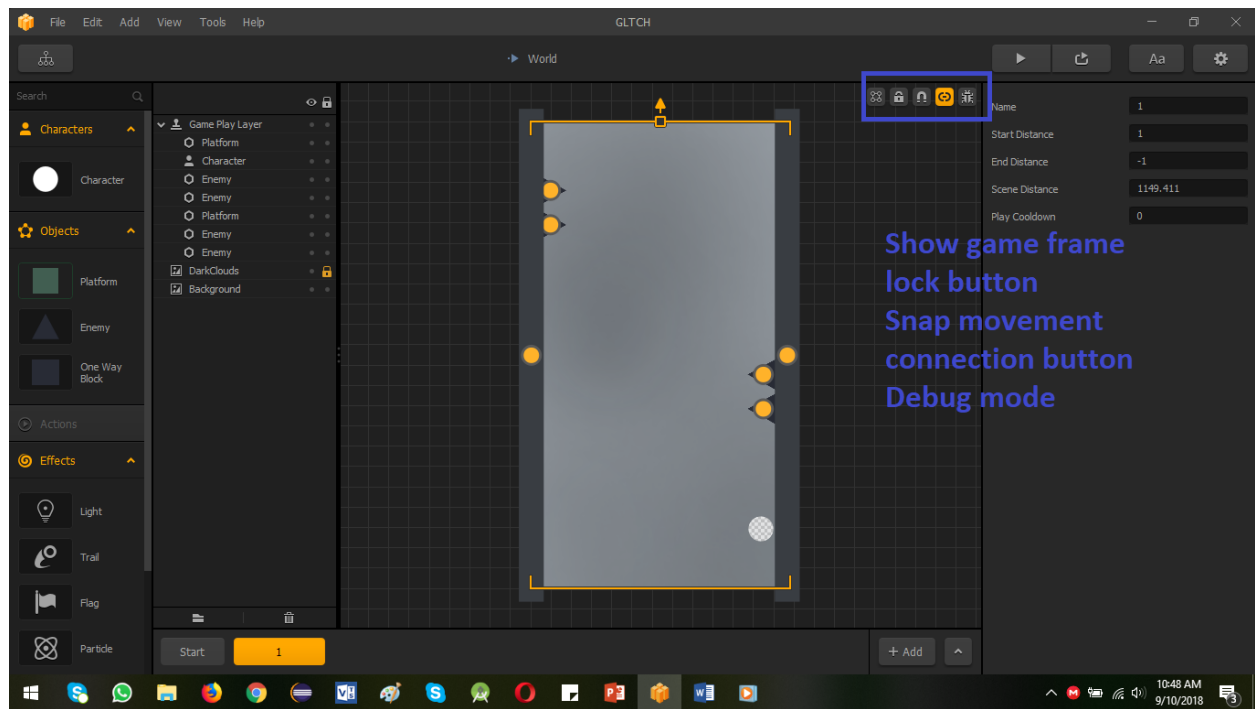 File Edit Add View Tools Help
GLTCH
World
Aa
Search
Characters
Character
Objects
Platform
Enemy
One Way
Block
Actions
Effects
Light
Trail
Flag
Particle
Game Play Layer
Platform
Character
Enemy
Enemy
Platform
Enemy
Enemy
DarkClouds
Background
Name 1
Start Distance 1
End Distance -1
Scene Distance 1149.411
Play Cooldown 0
Show game frame
lock button
Snap movement
connection button
Debug mode
Start 1
+ Add
10:48 AM
9/10/2018
3